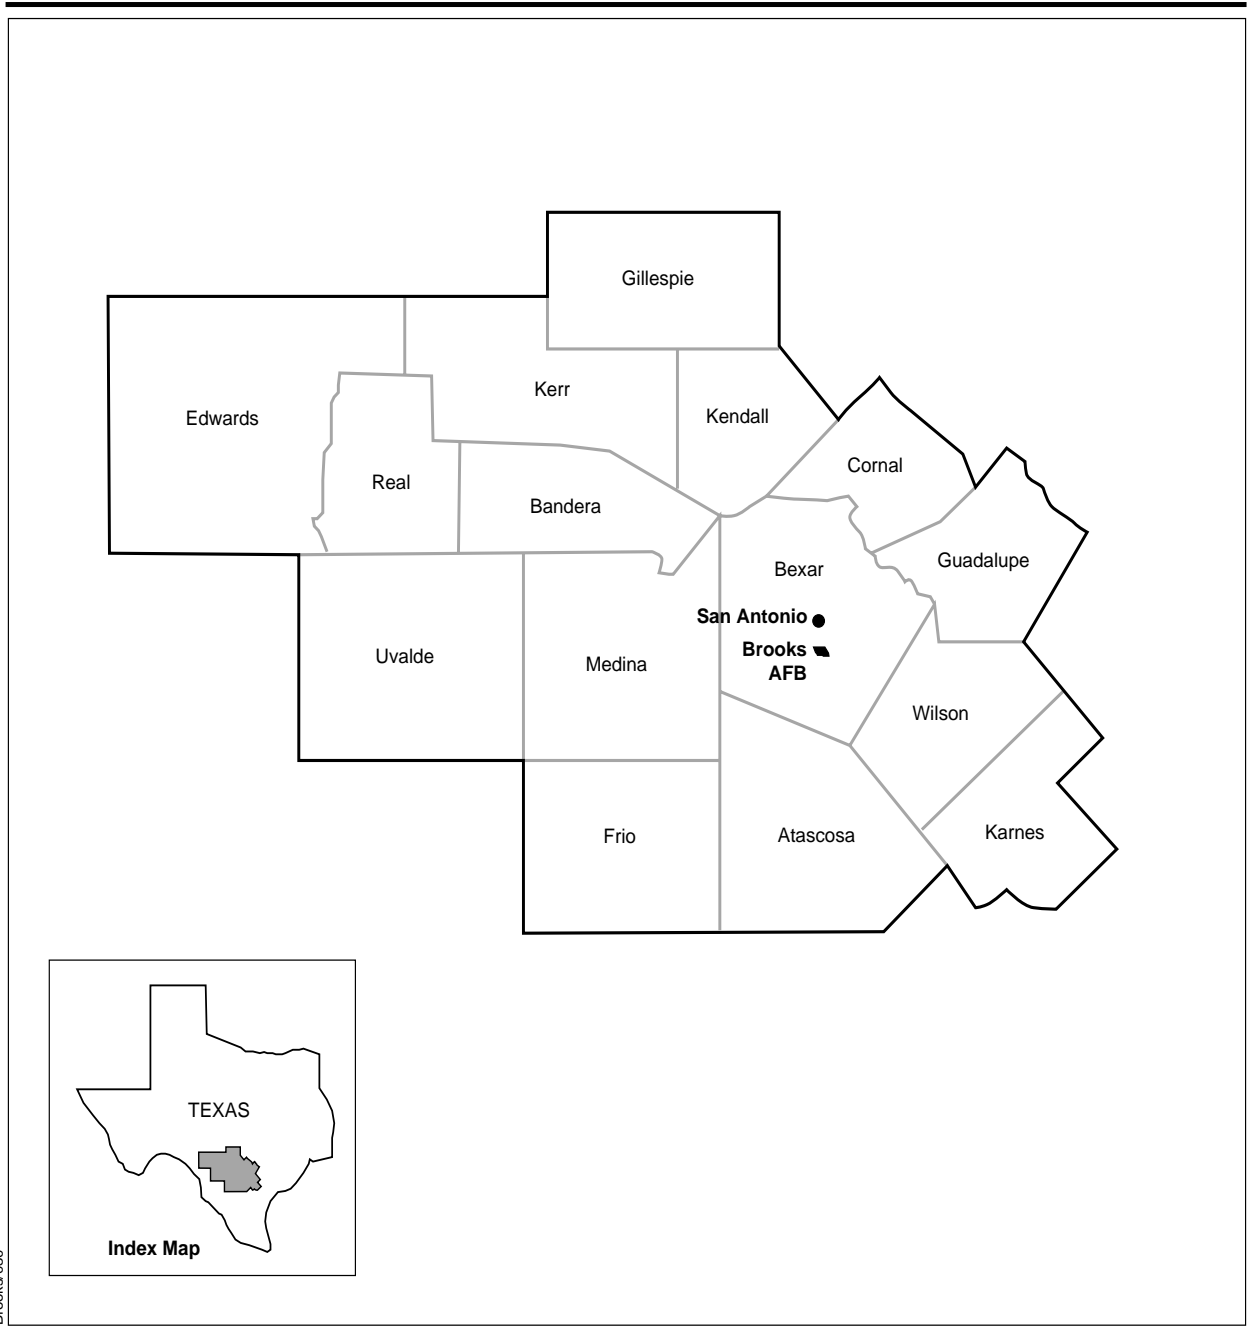 Gillespie
Kerr
Kendall
Edwards
Cornal
Real
Bandera
Guadalupe
Bexar
San Antonio
Brooks
AFB
Uvalde
Medina
Wilson
Frio
Atascosa
Karnes
TEXAS
Index Map